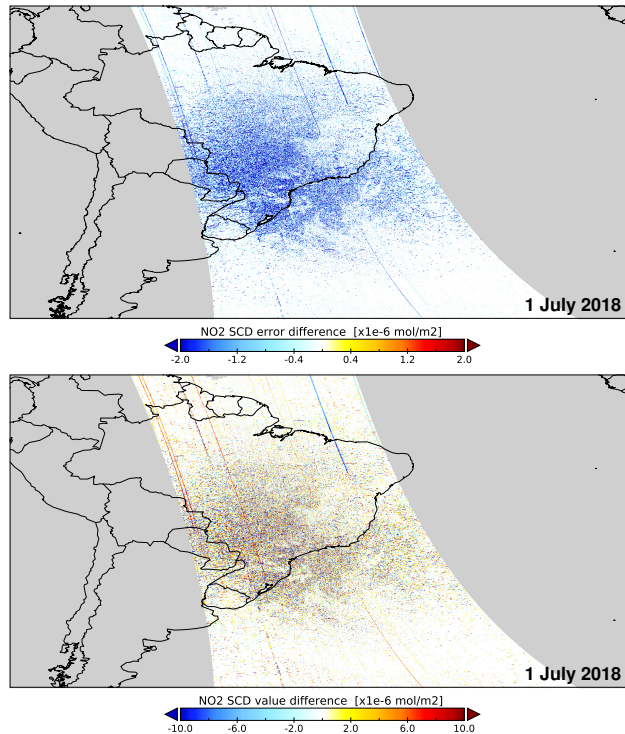 1 July 2018
NO2 SCD error difference [x1e-6 mol/m2]
-2.0 -1.2 -0.4 0.4 1.2 2.0
1 July 2018
NO2 SCD value difference [x1e-6 mol/m2]
-10.0 -6.0 -2.0 2.0 6.0 10.0